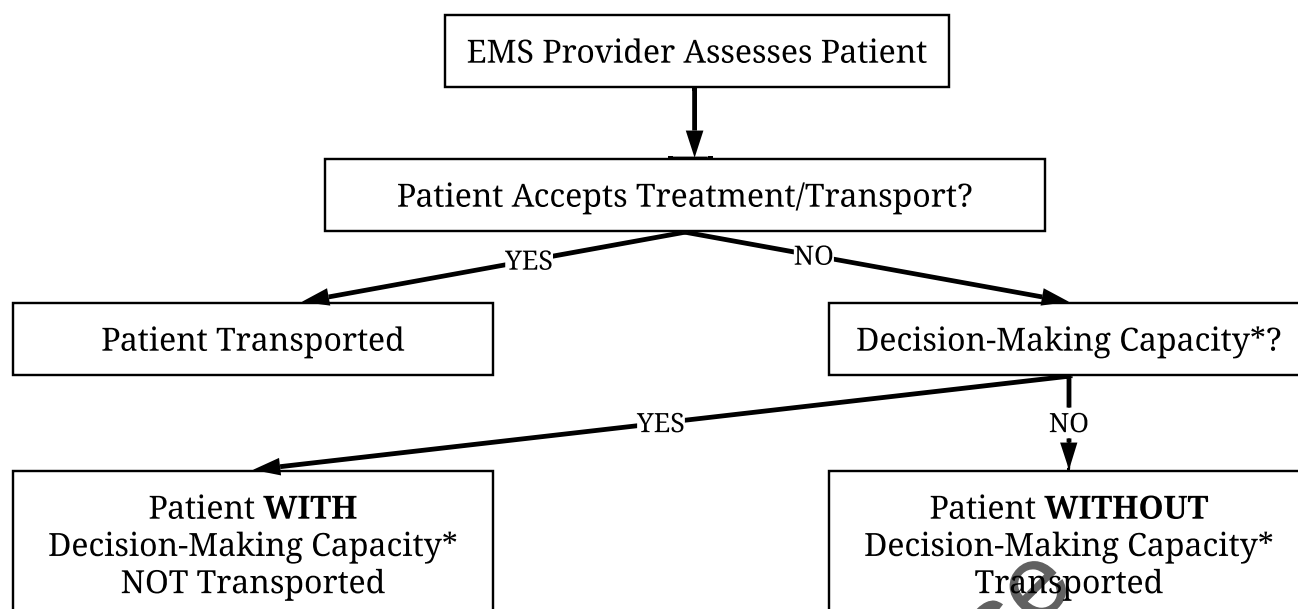 EMS Provider Assesses Patient
Patient Accepts Treatment/Transport?
YES
NO
Patient Transported
Decision-Making Capacity*?
YES
NO
Patient WITH
Decision-Making Capacity*
NOT Transported
Patient WITHOUT
Decision-Making Capacity*
Transported